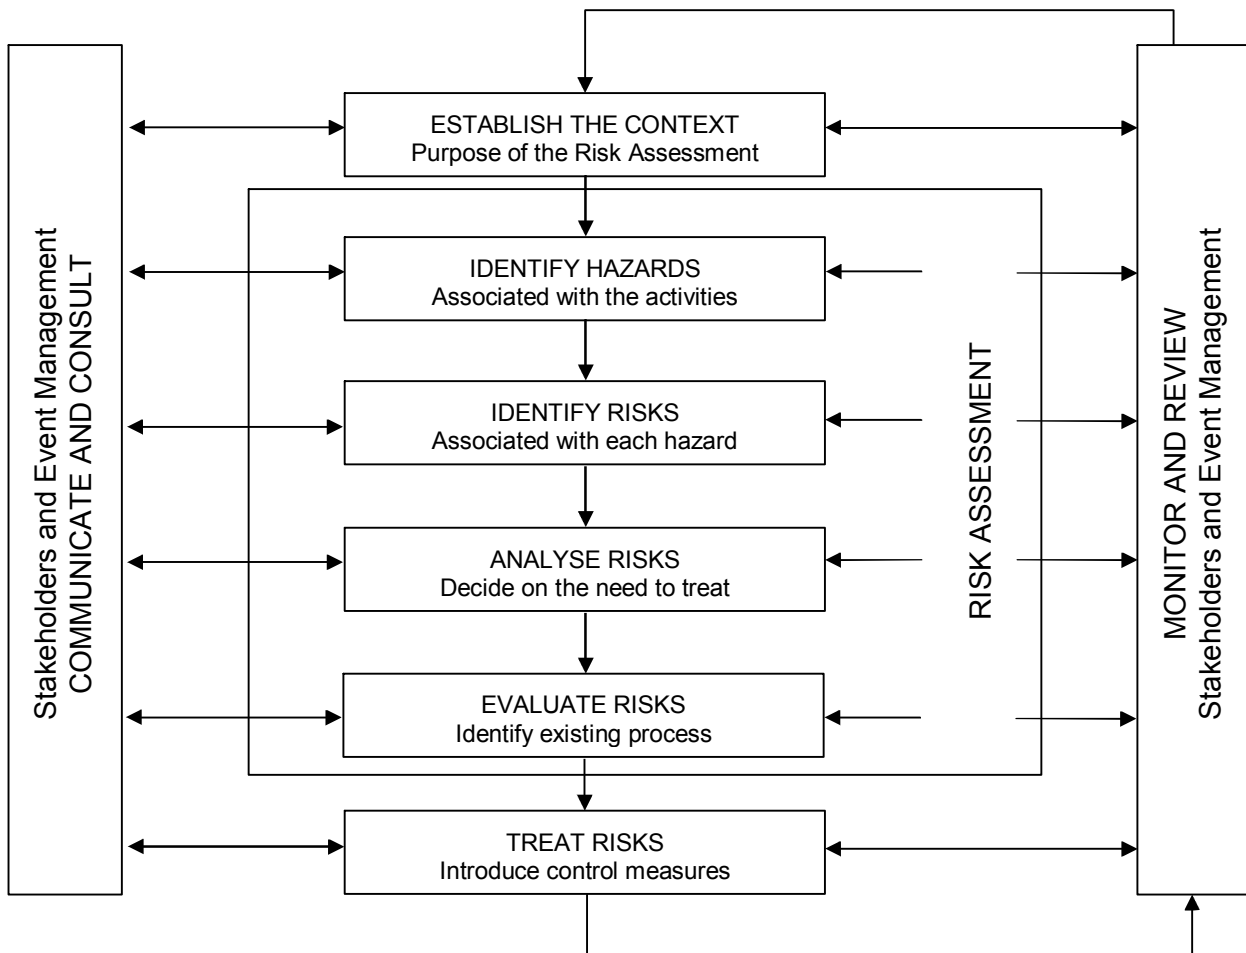 Stakeholders and Event Management
COMMUNICATE AND CONSULT
ESTABLISH THE CONTEXT
Purpose of the Risk Assessment
IDENTIFY HAZARDS
Associated with the activities
IDENTIFY RISKS
Associated with each hazard
ANALYSE RISKS
Decide on the need to treat
EVALUATE RISKS
Identify existing process
TREAT RISKS
Introduce control measures
RISK ASSESSMENT
MONITOR AND REVIEW
Stakeholders and Event Management